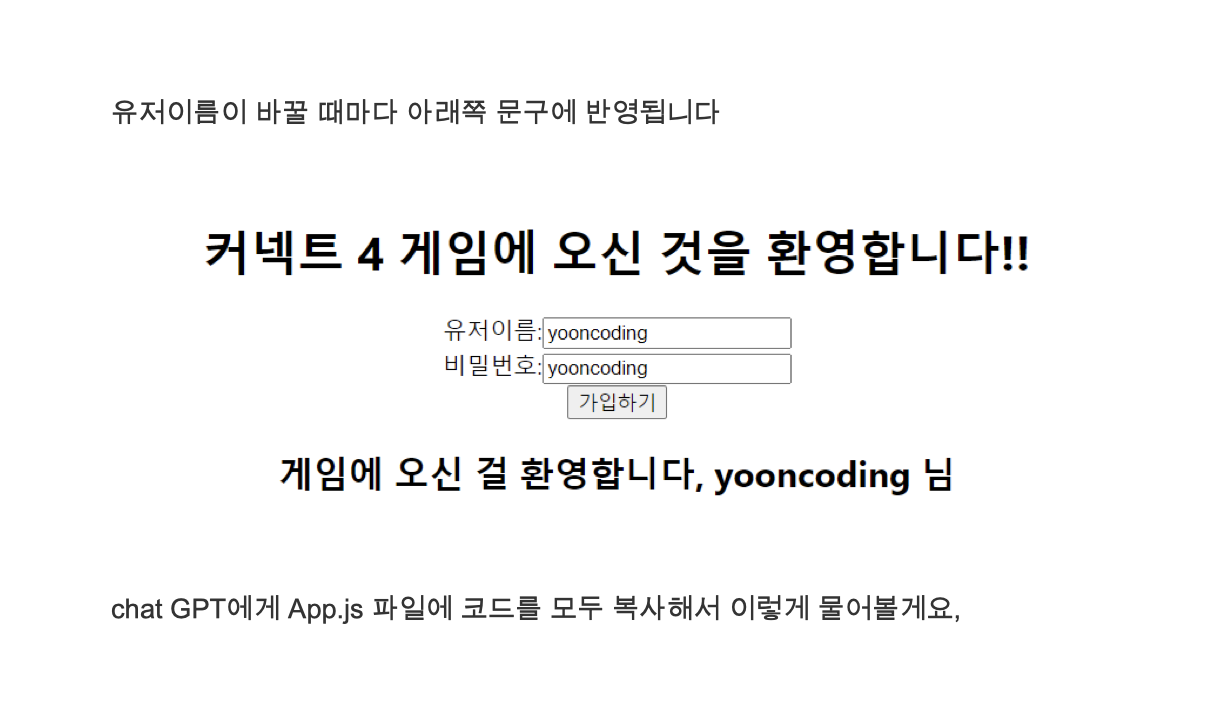 유저이름이 바꿀 때마다 아래쪽 문구에 반영됩니다
커넥트 4 게임에 오신 것을 환영합니다!!
유저이름:yooncoding
비밀번호:yooncoding
가입하기
게임에 오신 걸 환영합니다, yooncoding 님
chat GPT에게 App.js 파일에 코드를 모두 복사해서 이렇게 물어볼게요,